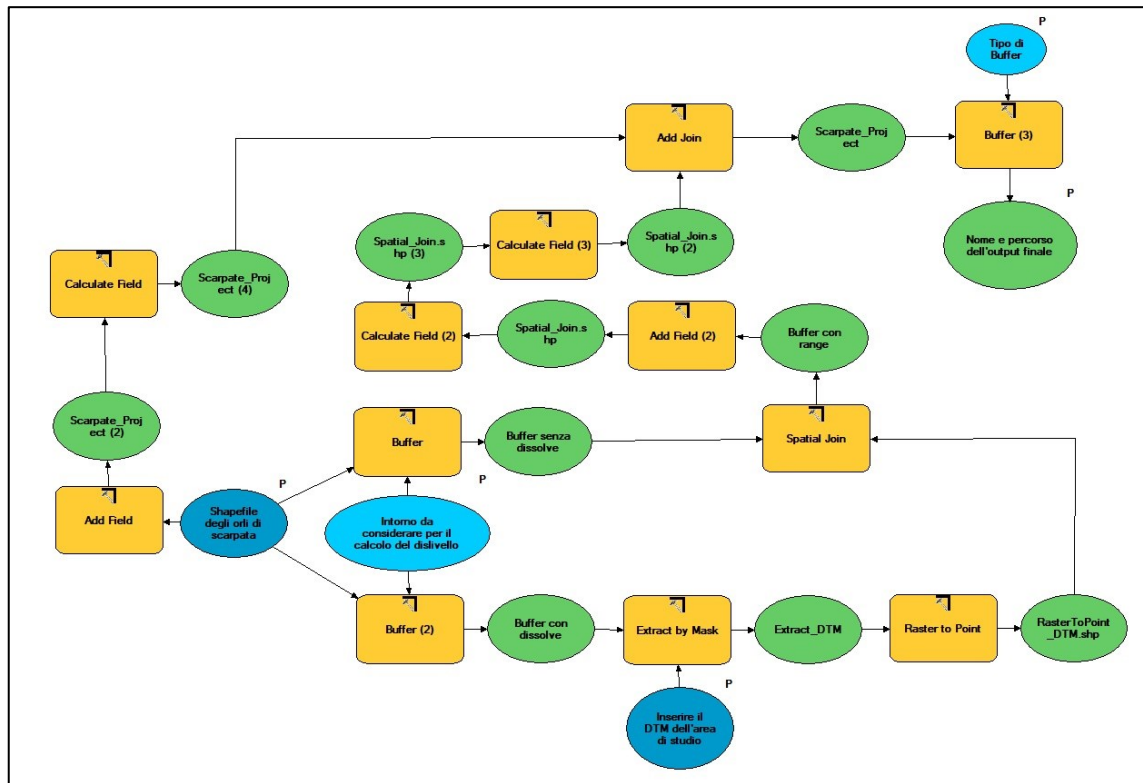 P
Tipo di
Buffer
Add Join
Scarpate_Proj
ect
Buffer (3)
P
Spatial_Join.s
hp (3)
Calculate Field (3)
Spatial_Join.s
hp (2)
Nome e percorso
dell'output finale
Calculate Field
Scarpate_Proj
ect (4)
Calculate Field (2)
Spatial_Join.s
hp
Add Field (2)
Buffer con
range
Scarpate_Proj
ect (2)
Buffer
Buffer senza
dissolve
Spatial Join
P
P
Add Field
Shapefile
degli orli di
scarpata
Intorno da
considerare per il
calcolo del dislivello
Buffer (2)
Buffer con
dissolve
Extract by Mask
Extract_DTM
Raster to Point
RasterToPoint
_DTM.shp
P
Inserire il
DTM dell'area
di studio